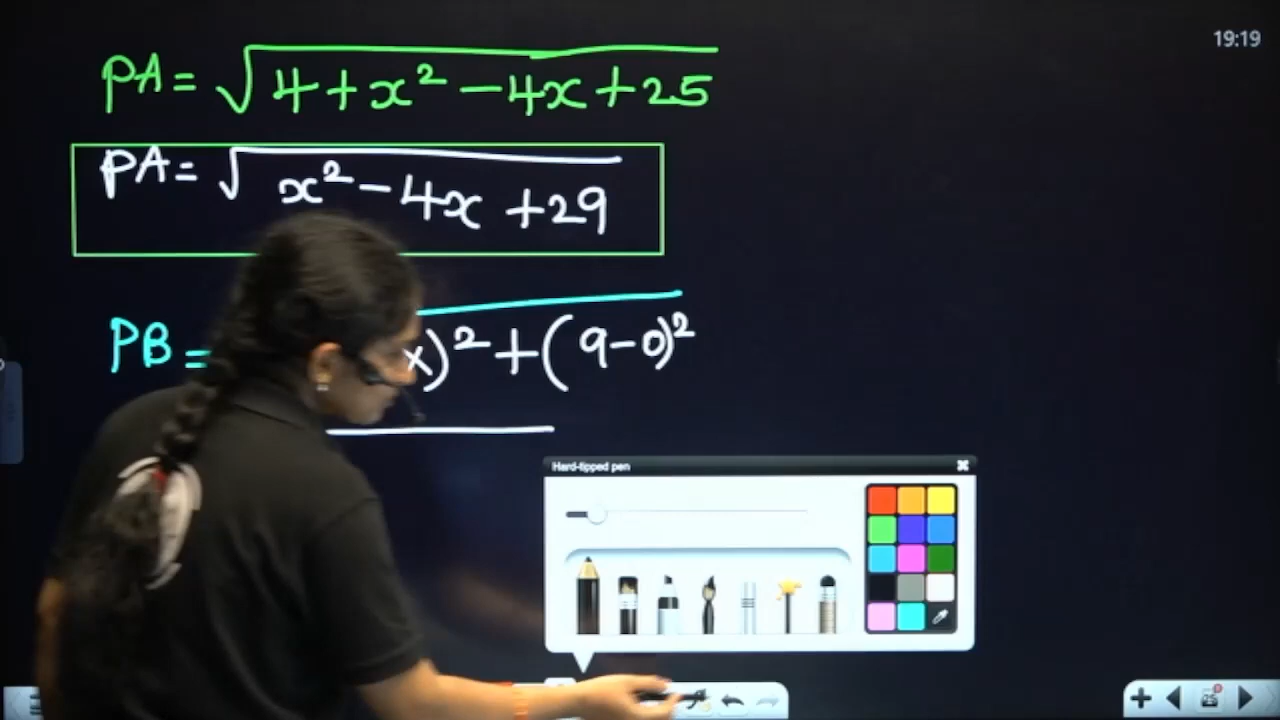 19:19
PA = √4+x²-4x+25
PA = √x²-4x+29
PB =
x)²+(9-0)²
Hard-tipped pen